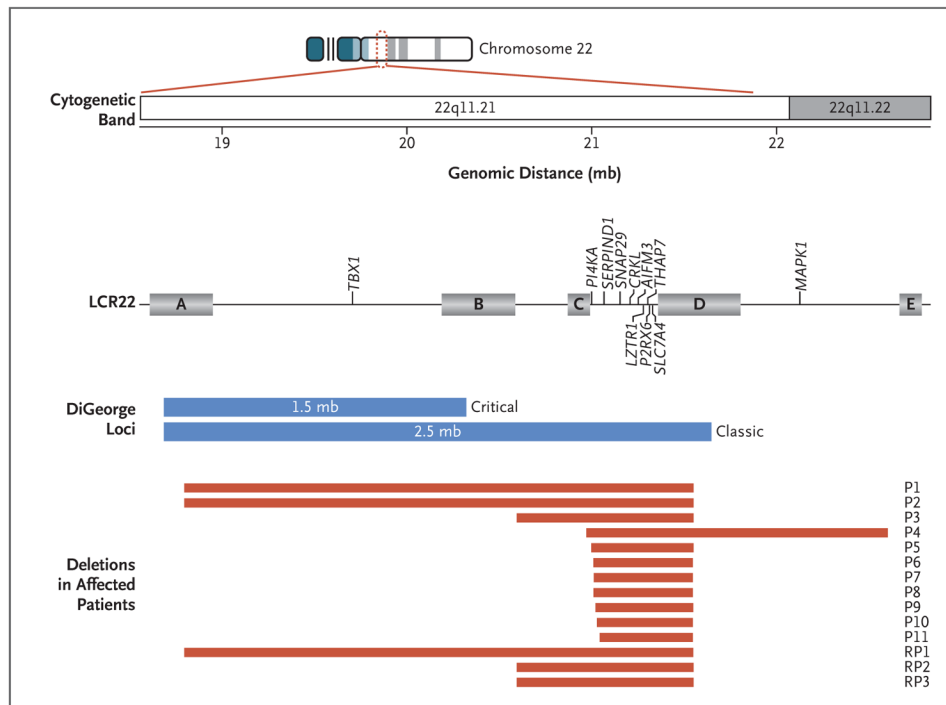 Chromosome 22
Cytogenetic
Band
22q11.21
22q11.22
19
20
21
22
Genomic Distance (mb)
TBX1
PI4KA
SERPIND1
SNAP29
CRKL
AIFM3
THAP7
MAPK1
LCR22
A
B
C
D
E
LZTR1
P2RX6
SLC7A4
DiGeorge
Loci
1.5 mb
Critical
2.5 mb
Classic
Deletions
in Affected
Patients
P1
P2
P3
P4
P5
P6
P7
P8
P9
P10
P11
RP1
RP2
RP3